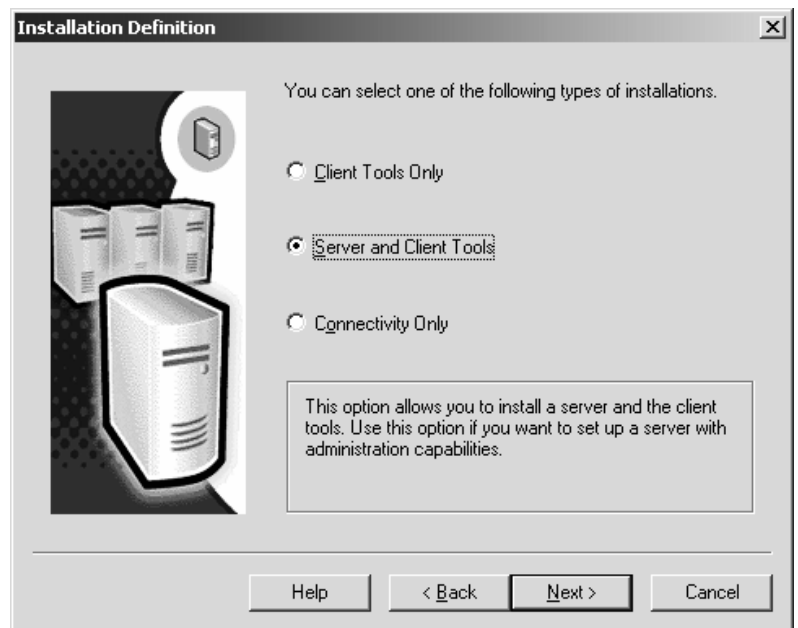 Installation Definition
You can select one of the following types of installations.
Client Tools Only
Server and Client Tools
Connectivity Only
This option allows you to install a server and the client
tools. Use this option if you want to set up a server with
administration capabilities.
Help
< Back
Next >
Cancel